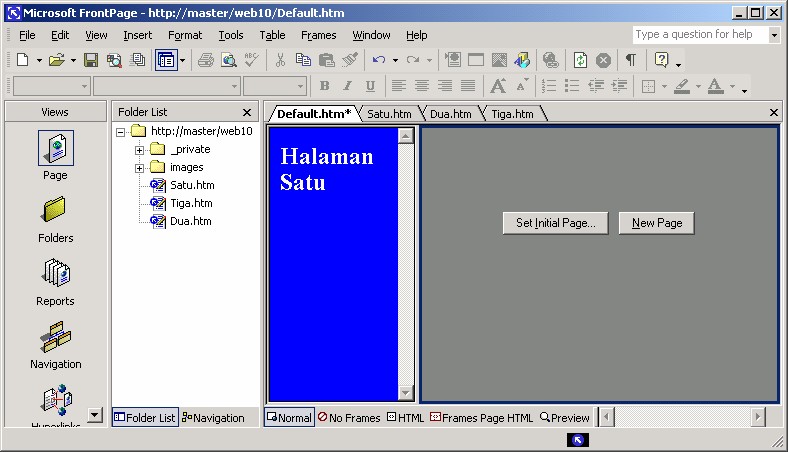 Microsoft FrontPage - http://master/web10/Default.htm
File Edit View Insert Format Tools Table Frames Window Help Type a question for help
ABC
B I U A A A
Views
Page
Folders
Reports
Navigation
Hyperlinks
Folder List
http://master/web10
_private
images
Satu.htm
Tiga.htm
Dua.htm
Folder List Navigation
Default.htm* Satu.htm Dua.htm Tiga.htm
Halaman
Satu
Set Initial Page... New Page
Normal No Frames HTML Frames Page HTML Preview